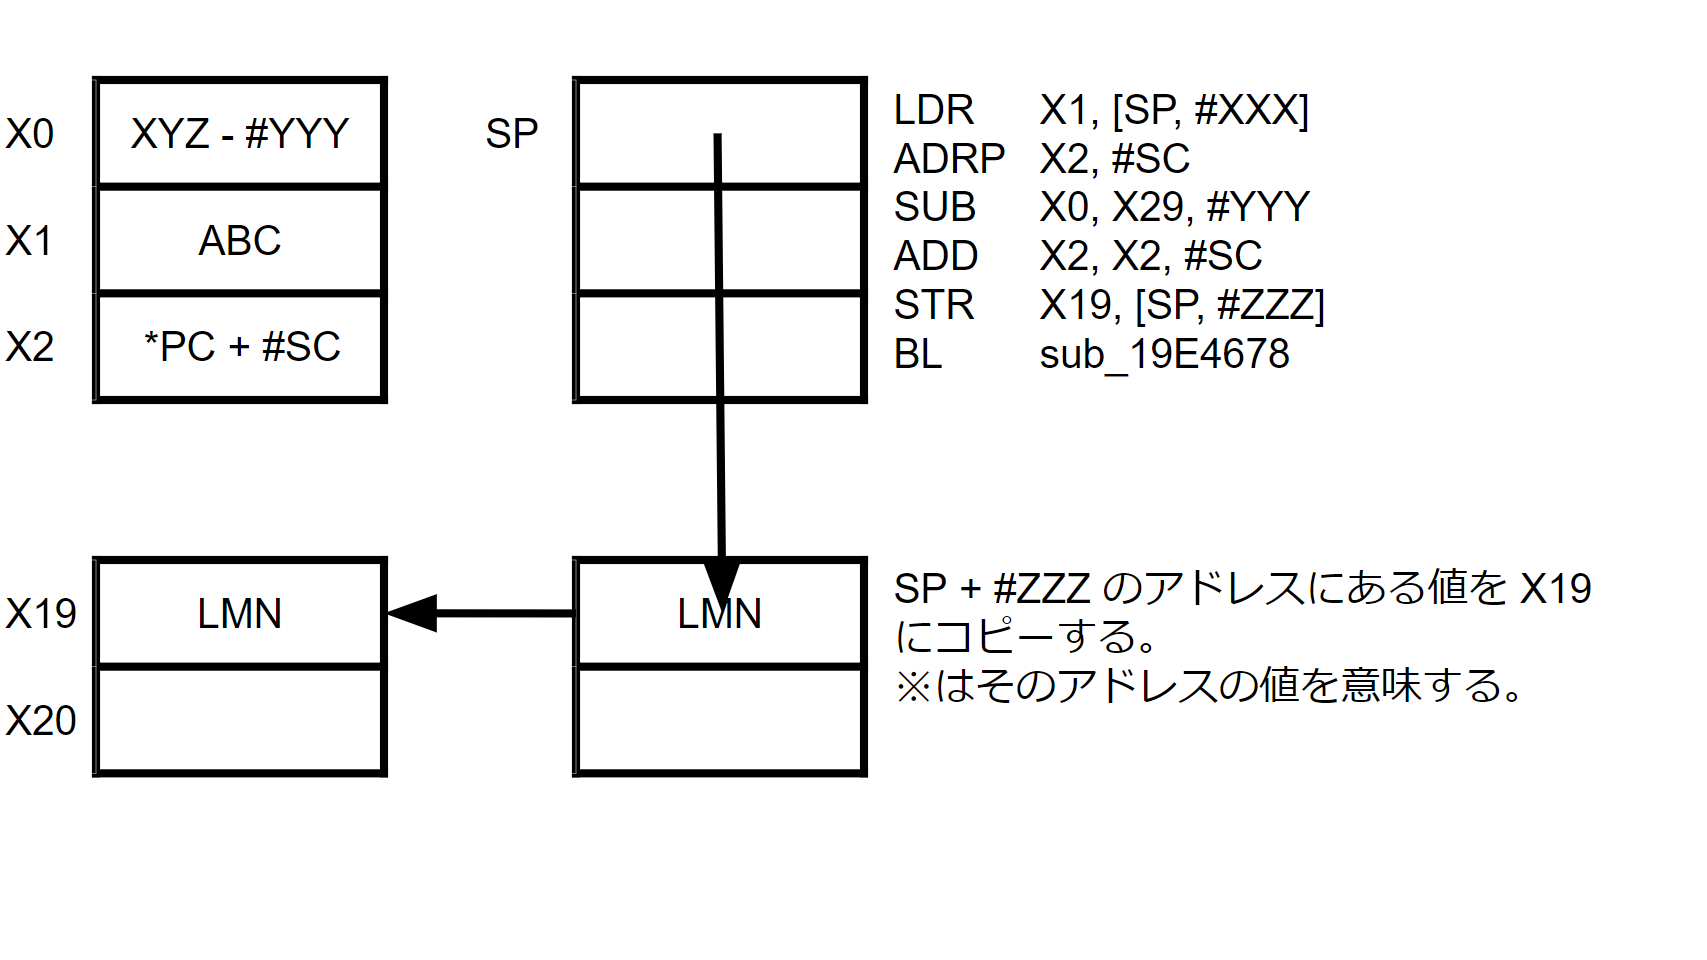 X0 XYZ - #YYY
X1 ABC
X2 *PC + #SC
SP
LDR X1, [SP, #XXX]
ADRP X2, #SC
SUB X0, X29, #YYY
ADD X2, X2, #SC
STR X19, [SP, #ZZZ]
BL sub_19E4678
X19 LMN
X20
LMN
SP + #ZZZ のアドレスにある値を X19
にコピーする。
※はそのアドレスの値を意味する。